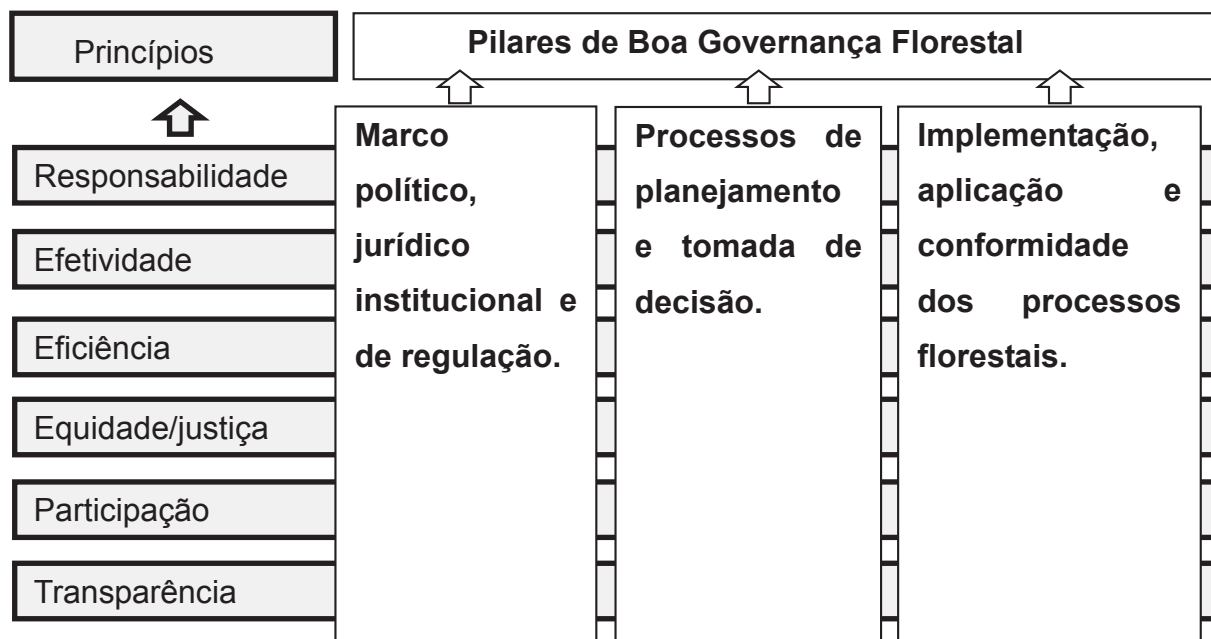 Princípios
Pilares de Boa Governança Florestal
Responsabilidade
Efetividade
Eficiência
Equidade/justiça
Participação
Transparência
Marco
político,
jurídico
institucional e
de regulação.
Processos de
planejamento
e tomada de
decisão.
Implementação,
aplicação e
conformidade
dos processos
florestais.